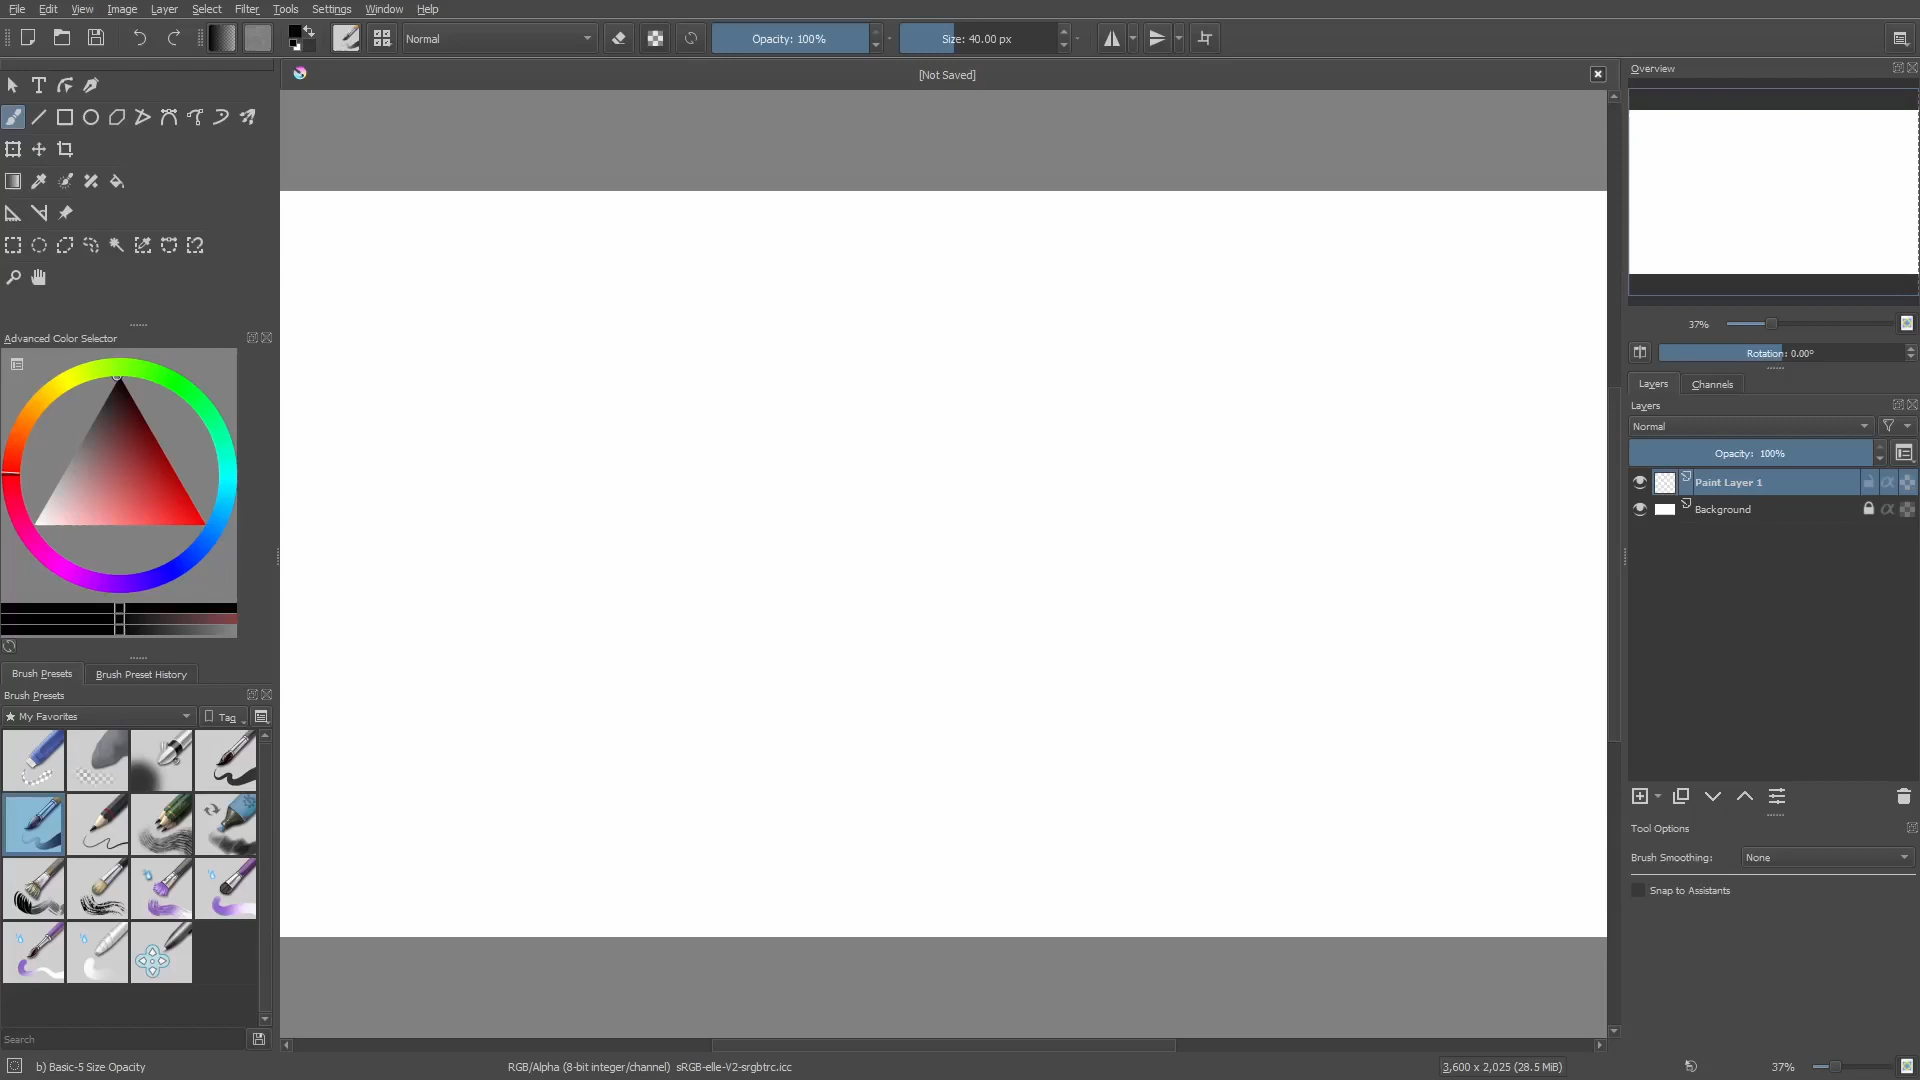 File Edit View Image Layer Select Filter Tools Settings Window Help
Normal
Opacity: 100%
Size: 40.00 px
[Not Saved]
Overview
37%
Rotation: 0.00°
Advanced Color Selector
Layers Channels
Layers
Normal
Opacity: 100%
Paint Layer 1
Background
Brush Presets Brush Preset History
Brush Presets
My Favorites
Tag
Tool Options
Brush Smoothing: None
Snap to Assistants
Search
b) Basic-5 Size Opacity
RGB/Alpha (8-bit integer/channel) sRGB-elle-V2-srgbtrc.icc
3,600 x 2,025 (28.5 MiB)
37%